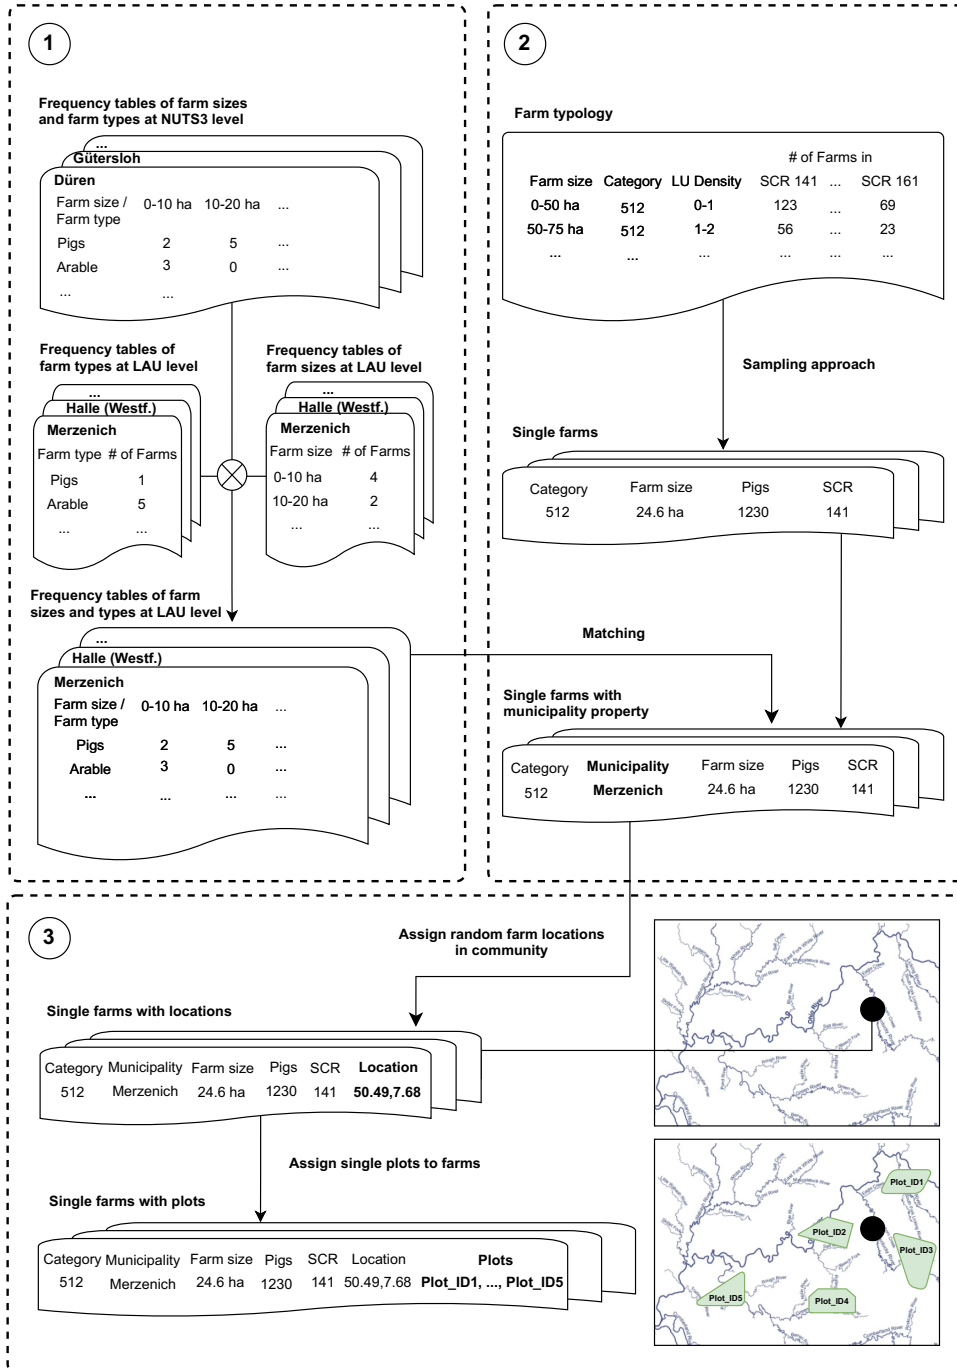 1
Frequency tables of farm sizes
and farm types at NUTS3 level
...
Gütersloh
Düren
Farm size / 0-10 ha 10-20 ha ...
Farm type
Pigs 2 5 ...
Arable 3 0 ...
... ...
Frequency tables of
farm types at LAU level
...
Halle (Westf.)
Merzenich
Farm type # of Farms
Pigs 1
Arable 5
... ...
Frequency tables of
farm sizes at LAU level
...
Halle (Westf.)
Merzenich
Farm size # of Farms
0-10 ha 4
10-20 ha 2
... ...
Frequency tables of farm
sizes and types at LAU level
...
Halle (Westf.)
Merzenich
Farm size / 0-10 ha 10-20 ha ...
Farm type
Pigs 2 5 ...
Arable 3 0 ...
... ... ... ...
2
Farm typology
# of Farms in
Farm size Category LU Density SCR 141 ... SCR 161
0-50 ha 512 0-1 123 ... 69
50-75 ha 512 1-2 56 ... 23
... ... ... ... ... ...
Sampling approach
Single farms
Category Farm size Pigs SCR
512 24.6 ha 1230 141
Matching
Single farms with
municipality property
Category Municipality Farm size Pigs SCR
512 Merzenich 24.6 ha 1230 141
3
Assign random farm locations
in community
Single farms with locations
Category Municipality Farm size Pigs SCR Location
512 Merzenich 24.6 ha 1230 141 50.49,7.68
Assign single plots to farms
Single farms with plots
Category Municipality Farm size Pigs SCR Location Plots
512 Merzenich 24.6 ha 1230 141 50.49,7.68 Plot_ID1, ..., Plot_ID5
Ohio River
Plot_ID1
Plot_ID2
Plot_ID3
Plot_ID4
Plot_ID5